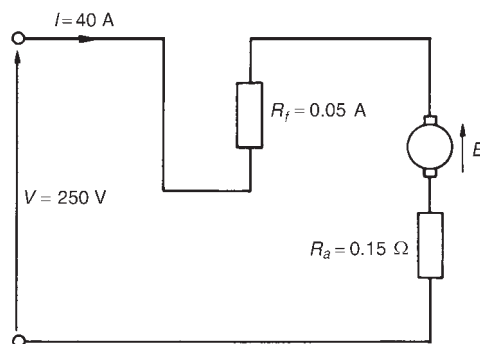 I = 40 A
R_f = 0.05 A
E
V = 250 V
R_a = 0.15 Ω